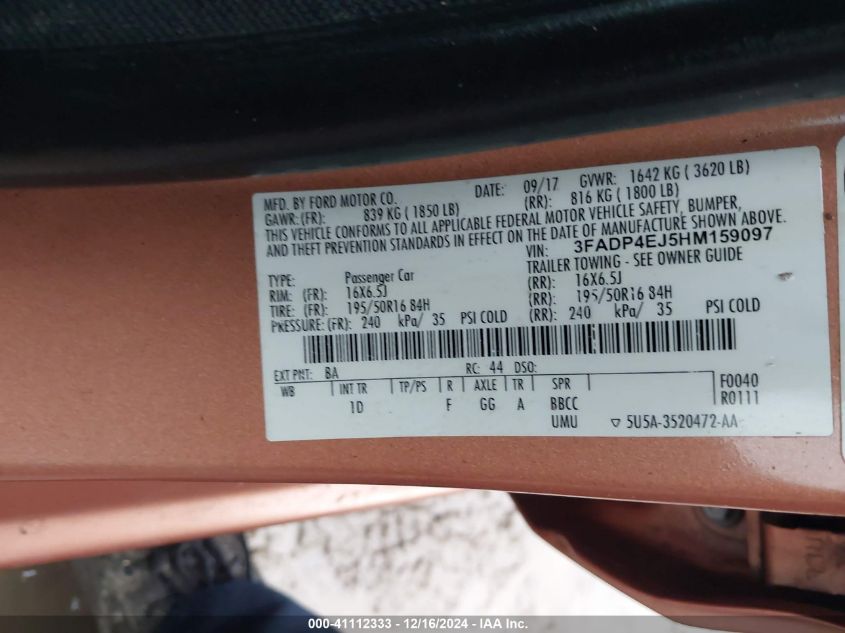 MFD. BY FORD MOTOR CO.
DATE: 09/17 GVWR: 1642 KG ( 3620 LB)
GAWR:(FR): 839 KG ( 1850 LB) (RR): 816 KG ( 1800 LB)
THIS VEHICLE CONFORMS TO ALL APPLICABLE FEDERAL MOTOR VEHICLE SAFETY, BUMPER,
AND THEFT PREVENTION STANDARDS IN EFFECT ON THE DATE OF MANUFACTURE SHOWN ABOVE.
VIN: 3FADP4EJ5HM159097
TYPE: Passenger Car TRAILER TOWING - SEE OWNER GUIDE
RIM: (FR): 16X6.5J (RR): 16X6.5J
TIRE: (FR): 195/50R16 84H (RR): 195/50R16 84H
PRESSURE:(FR): 240 kPa/ 35 PSI COLD (RR): 240 kPa/ 35 PSI COLD
EXT PNT: BA RC: 44 DSO:
WB INT TR TP/PS R AXLE TR SPR F0040
1D F GG A BBCC R0111
UMU ▽ 5U5A-3520472-AA
000-41112333 - 12/16/2024 - IAA Inc.